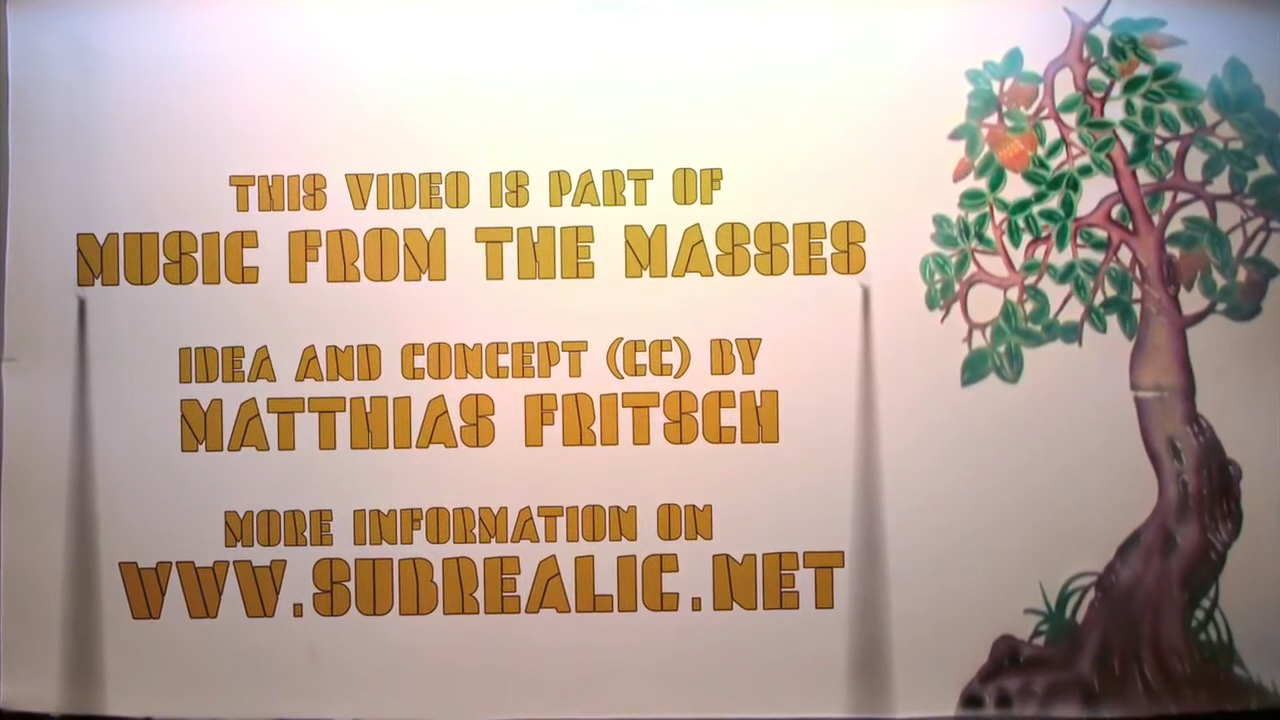 THIS VIDEO IS PART OF
MUSIC FROM THE MASSES
IDEA AND CONCEPT (CC) BY
MATTHIAS FRITSCH
MORE INFORMATION ON
WWW.SUBREALIC.NET